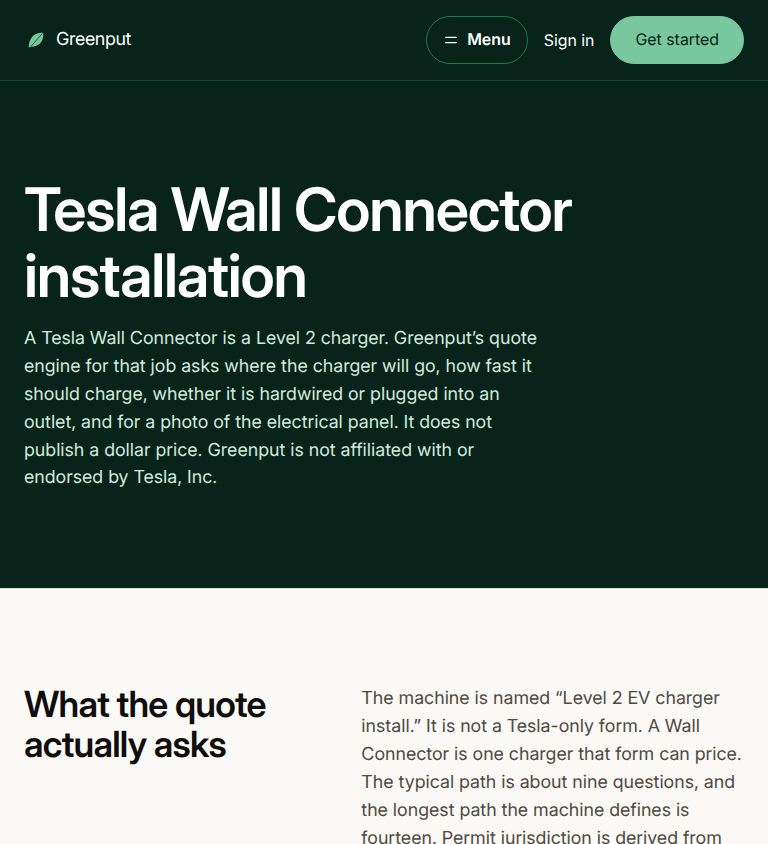 Greenput
Menu
Sign in
Get started
Tesla Wall Connector
installation
A Tesla Wall Connector is a Level 2 charger. Greenput’s quote
engine for that job asks where the charger will go, how fast it
should charge, whether it is hardwired or plugged into an
outlet, and for a photo of the electrical panel. It does not
publish a dollar price. Greenput is not affiliated with or
endorsed by Tesla, Inc.
What the quote
actually asks
The machine is named “Level 2 EV charger
install.” It is not a Tesla-only form. A Wall
Connector is one charger that form can price.
The typical path is about nine questions, and
the longest path the machine defines is
fourteen. Permit jurisdiction is derived from